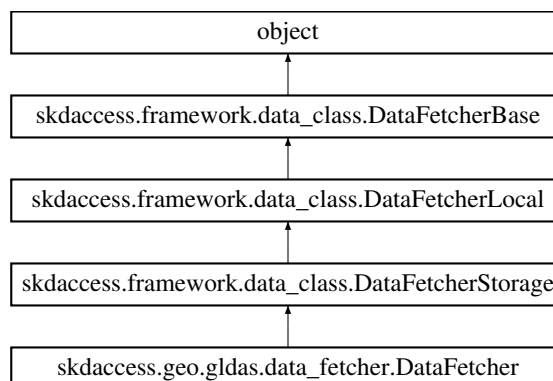 object
skdaccess.framework.data_class.DataFetcherBase
skdaccess.framework.data_class.DataFetcherLocal
skdaccess.framework.data_class.DataFetcherStorage
skdaccess.geo.gldas.data_fetcher.DataFetcher